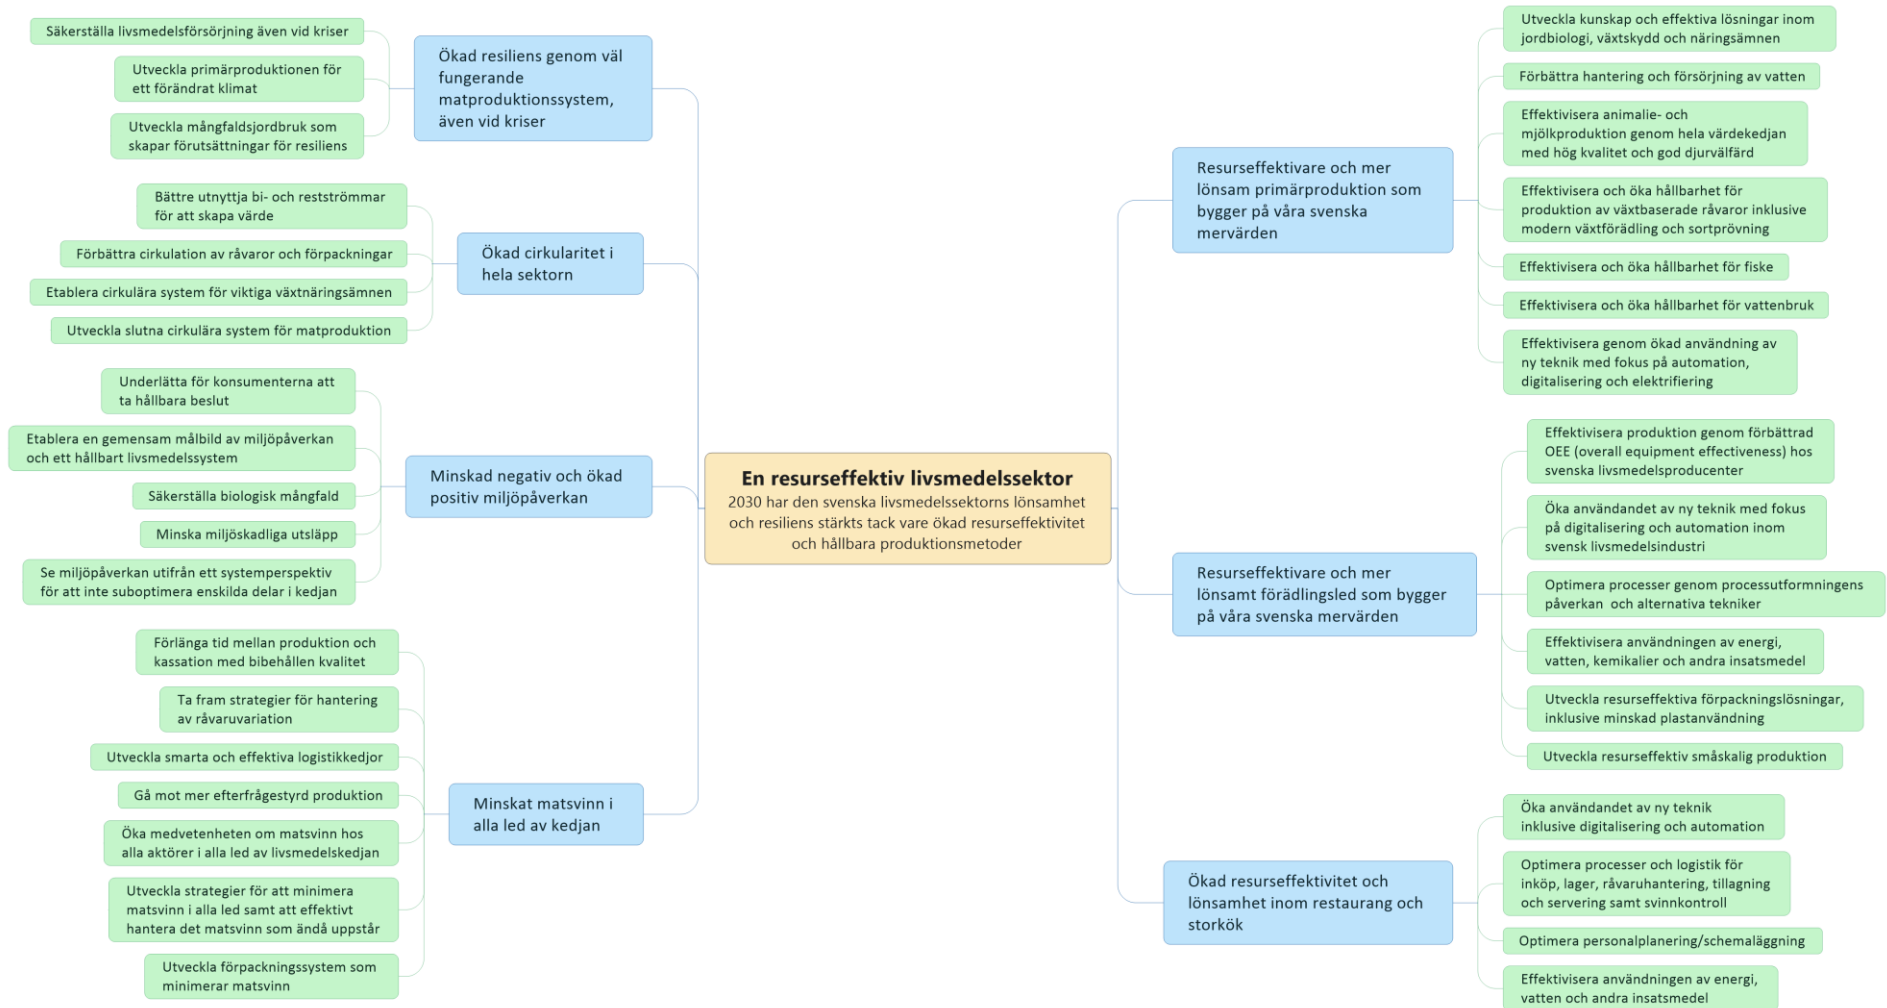 En resurseffektiv livsmedelssektor
2030 har den svenska livsmedelssektorns lönsamhet
och resiliens stärkts tack vare ökad resurseffektivitet
och hållbara produktionsmetoder
Ökad resiliens genom väl
fungerande
matproduktionssystem,
även vid kriser
Säkerställa livsmedelsförsörjning även vid kriser
Utveckla primärproduktionen för
ett förändrat klimat
Utveckla mångfaldsjordbruk som
skapar förutsättningar för resiliens
Ökad cirkularitet i
hela sektorn
Bättre utnyttja bi- och restströmmar
för att skapa värde
Förbättra cirkulation av råvaror och förpackningar
Etablera cirkulära system för viktiga växtnäringsämnen
Utveckla slutna cirkulära system för matproduktion
Minskad negativ och ökad
positiv miljöpåverkan
Underlätta för konsumenterna att
ta hållbara beslut
Etablera en gemensam målbild av miljöpåverkan
och ett hållbart livsmedelssystem
Säkerställa biologisk mångfald
Minska miljöskadliga utsläpp
Se miljöpåverkan utifrån ett systemperspektiv
för att inte suboptimera enskilda delar i kedjan
Minskat matsvinn i
alla led av kedjan
Förlänga tid mellan produktion och
kassation med bibehållen kvalitet
Ta fram strategier för hantering
av råvaruvariation
Utveckla smarta och effektiva logistikkedjor
Gå mot mer efterfrågestyrd produktion
Öka medvetenheten om matsvinn hos
alla aktörer i alla led av livsmedelskedjan
Utveckla strategier för att minimera
matsvinn i alla led samt att effektivt
hantera det matsvinn som ändå uppstår
Utveckla förpackningssystem som
minimerar matsvinn
Resurseffektivare och mer
lönsam primärproduktion som
bygger på våra svenska
mervärden
Utveckla kunskap och effektiva lösningar inom
jordbiologi, växtskydd och näringsämnen
Förbättra hantering och försörjning av vatten
Effektivisera animalie- och
mjölkproduktion genom hela värdekedjan
med hög kvalitet och god djurvälfärd
Effektivisera och öka hållbarhet för
produktion av växtbaserade råvaror inklusive
modern växtförädling och sortprövning
Effektivisera och öka hållbarhet för fiske
Effektivisera och öka hållbarhet för vattenbruk
Effektivisera genom ökad användning av
ny teknik med fokus på automation,
digitalisering och elektrifiering
Resurseffektivare och mer
lönsamt förädlingsled som bygger
på våra svenska mervärden
Effektivisera produktion genom förbättrad
OEE (overall equipment effectiveness) hos
svenska livsmedelsproducenter
Öka användandet av ny teknik med fokus
på digitalisering och automation inom
svensk livsmedelsindustri
Optimera processer genom processutformningens
påverkan och alternativa tekniker
Effektivisera användningen av energi,
vatten, kemikalier och andra insatsmedel
Utveckla resurseffektiva förpackningslösningar,
inklusive minskad plastanvändning
Utveckla resurseffektiv småskalig produktion
Ökad resurseffektivitet och
lönsamhet inom restaurang och
storkök
Öka användandet av ny teknik
inklusive digitalisering och automation
Optimera processer och logistik för
inköp, lager, råvaruhantering, tillagning
och servering samt svinnkontroll
Optimera personalplanering/schemaläggning
Effektivisera användningen av energi,
vatten och andra insatsmedel